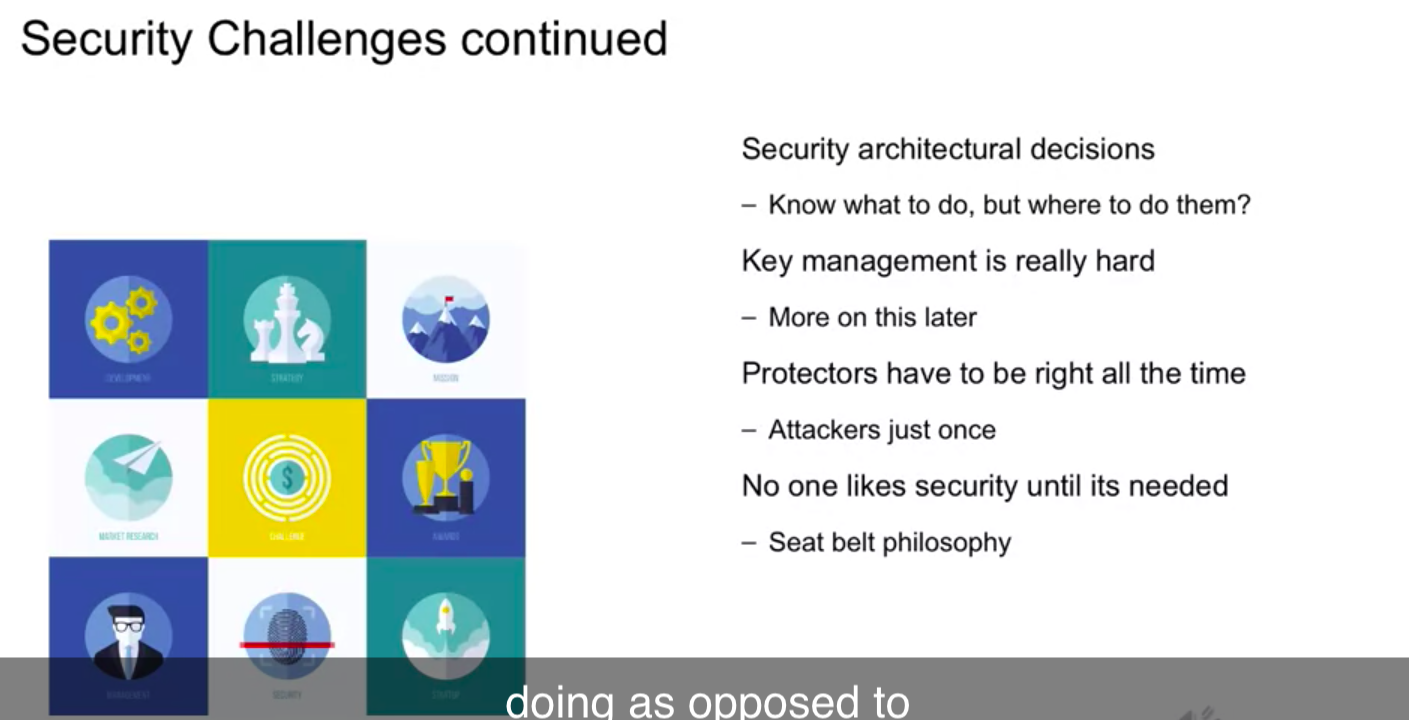 Security Challenges continued
Security architectural decisions
– Know what to do, but where to do them?
Key management is really hard
– More on this later
Protectors have to be right all the time
– Attackers just once
No one likes security until its needed
– Seat belt philosophy
DEVELOPMENT
STRATEGY
MISSION
MARKET RESEARCH
CHALLENGE
AWARDS
MANAGEMENT
SECURITY
STARTUP
doing as opposed to